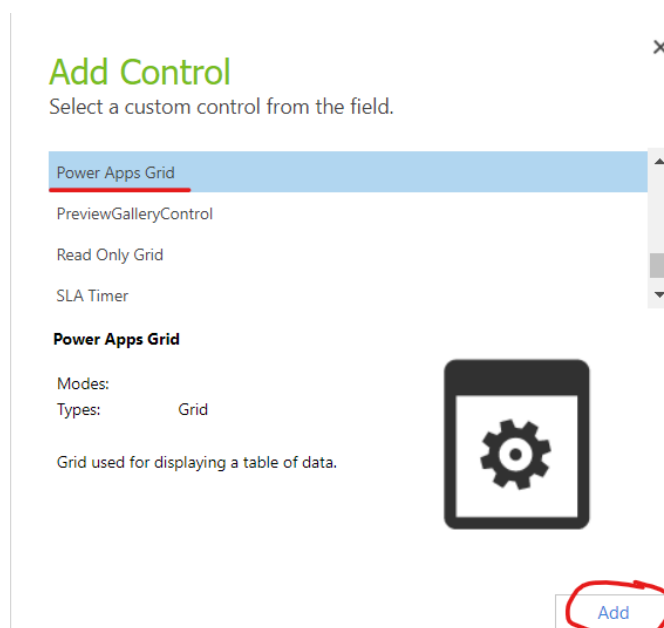 Add Control
Select a custom control from the field.
Power Apps Grid
PreviewGalleryControl
Read Only Grid
SLA Timer
Power Apps Grid
Modes:
Types: Grid
Grid used for displaying a table of data.
Add